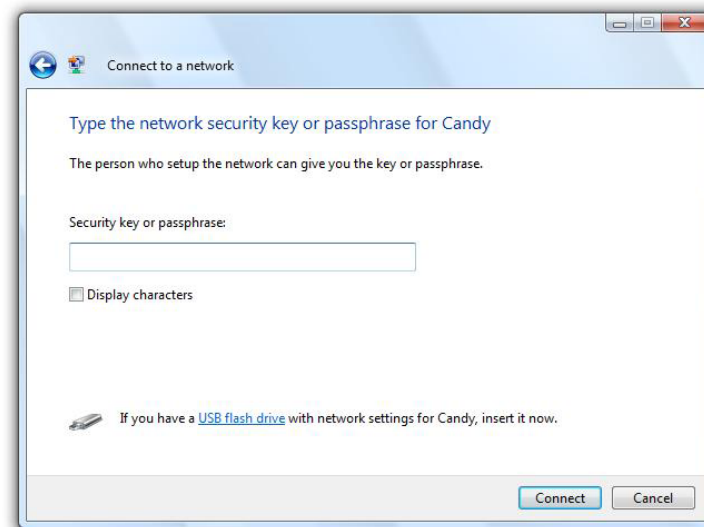 Connect to a network
Type the network security key or passphrase for Candy
The person who setup the network can give you the key or passphrase.
Security key or passphrase:
Display characters
If you have a USB flash drive with network settings for Candy, insert it now.
Connect Cancel